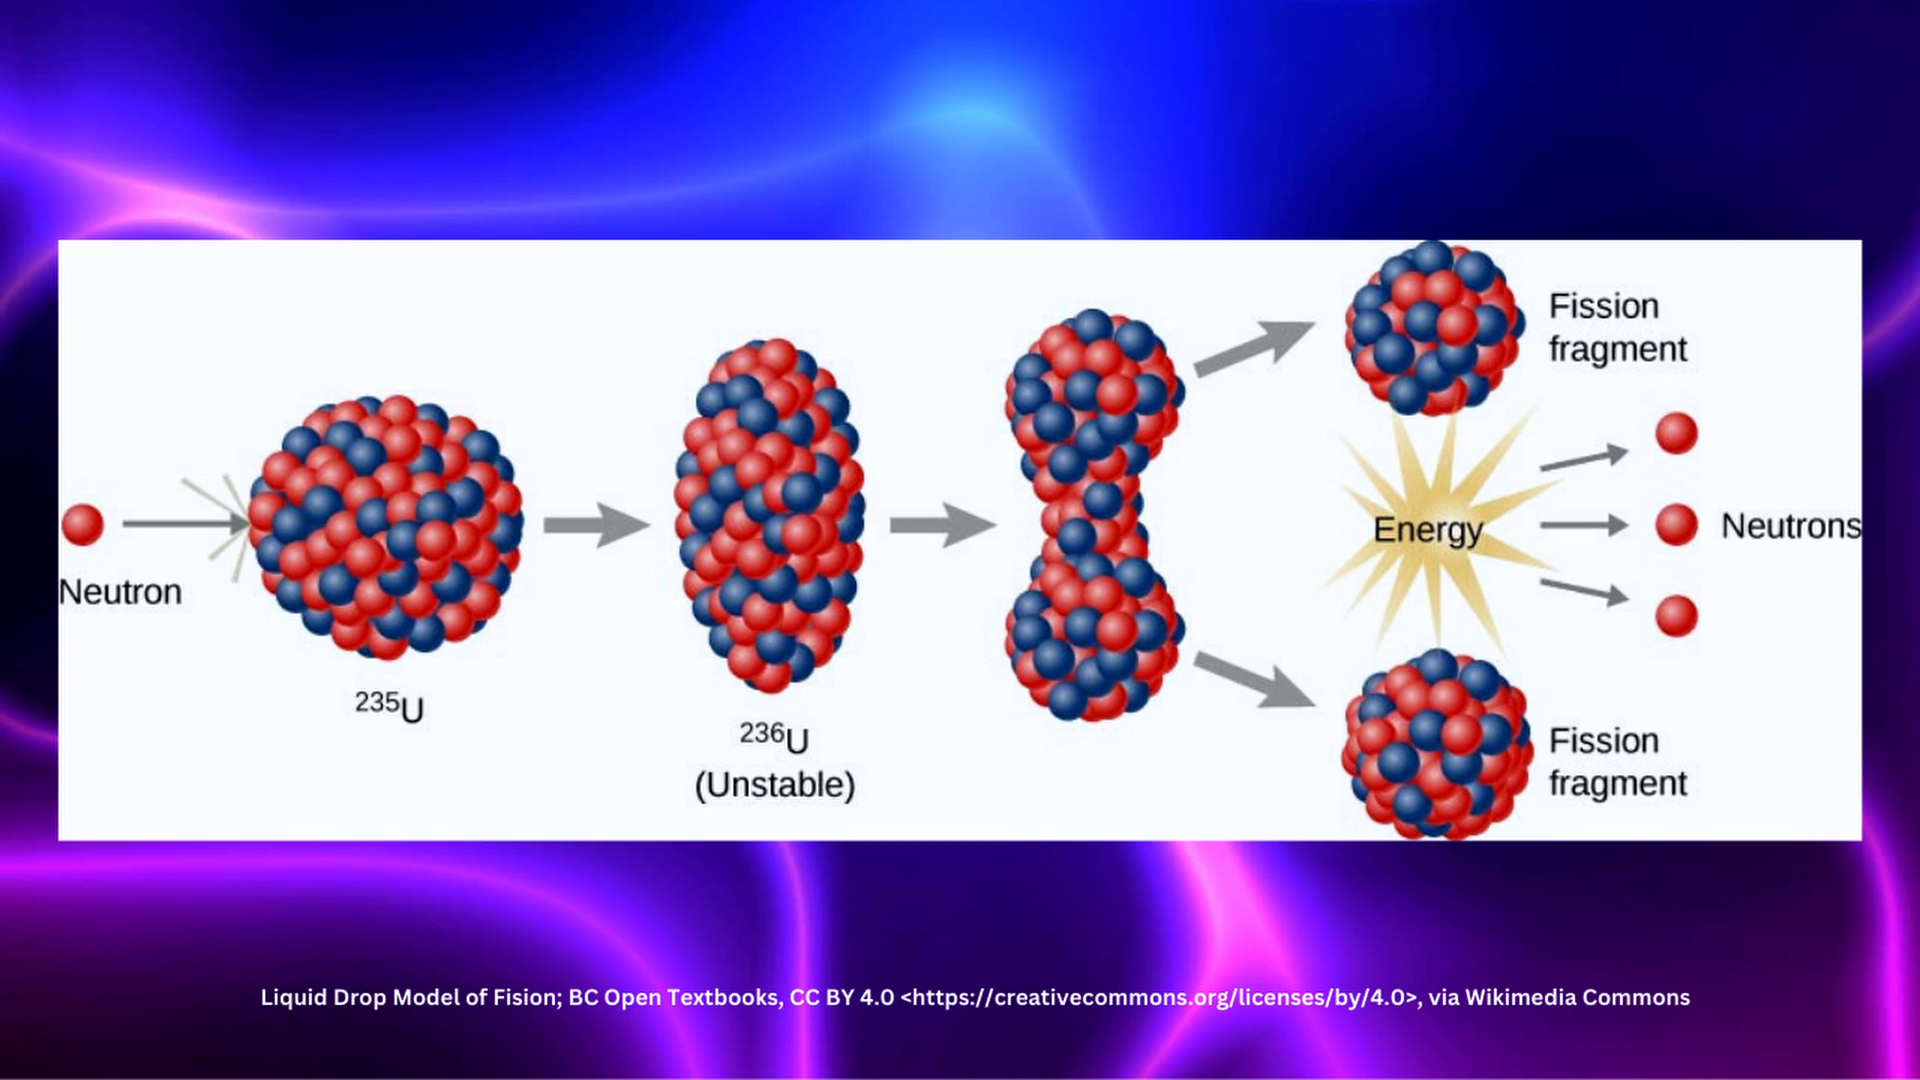 Neutron
²³⁵U
²³⁶U
(Unstable)
Fission
fragment
Energy
Neutrons
Fission
fragment
Liquid Drop Model of Fision; BC Open Textbooks, CC BY 4.0 <https://creativecommons.org/licenses/by/4.0>, via Wikimedia Commons